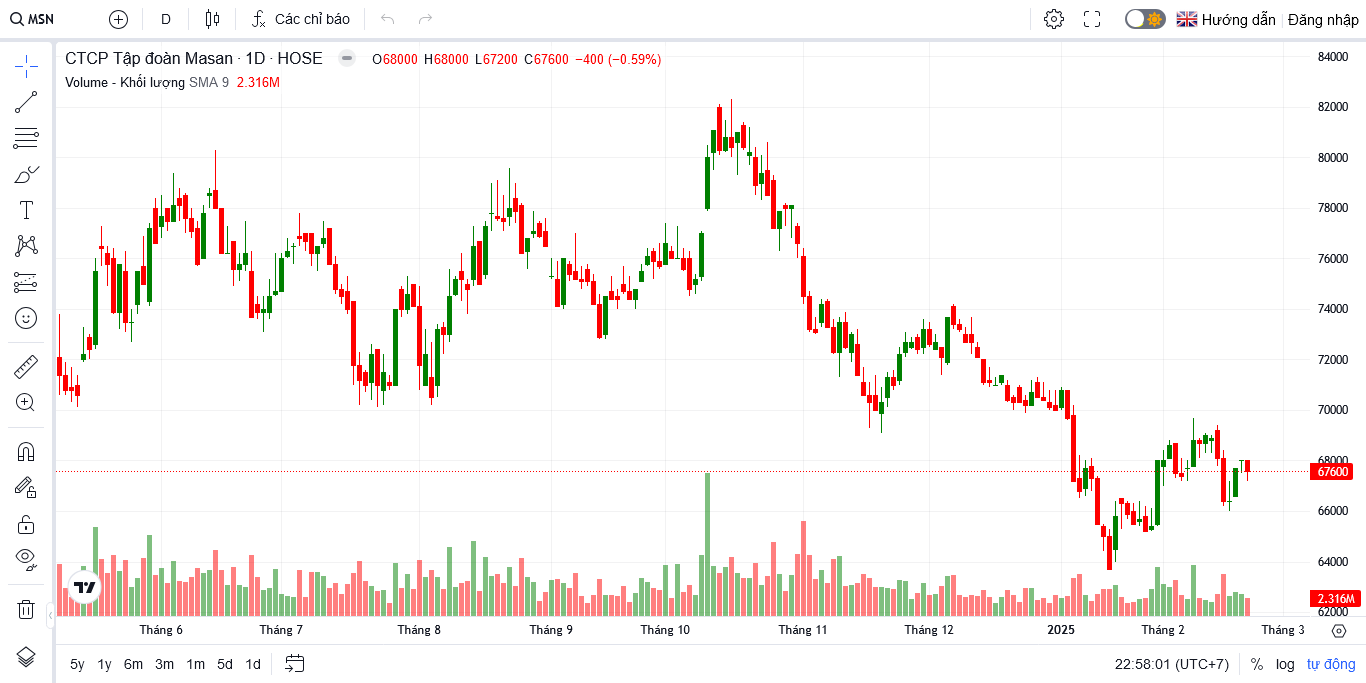 MSN D Các chỉ báo Hướng dẫn Đăng nhập
CTCP Tập đoàn Masan · 1D · HOSE O68000 H68000 L67200 C67600 −400 (−0.59%)
Volume - Khối lượng SMA 9 2.316M
84000
82000
80000
78000
76000
74000
72000
70000
68000
67600
66000
64000
2.316M
62000
Tháng 6 Tháng 7 Tháng 8 Tháng 9 Tháng 10 Tháng 11 Tháng 12 2025 Tháng 2 Tháng 3
5y 1y 6m 3m 1m 5d 1d 22:58:01 (UTC+7) % log tự động